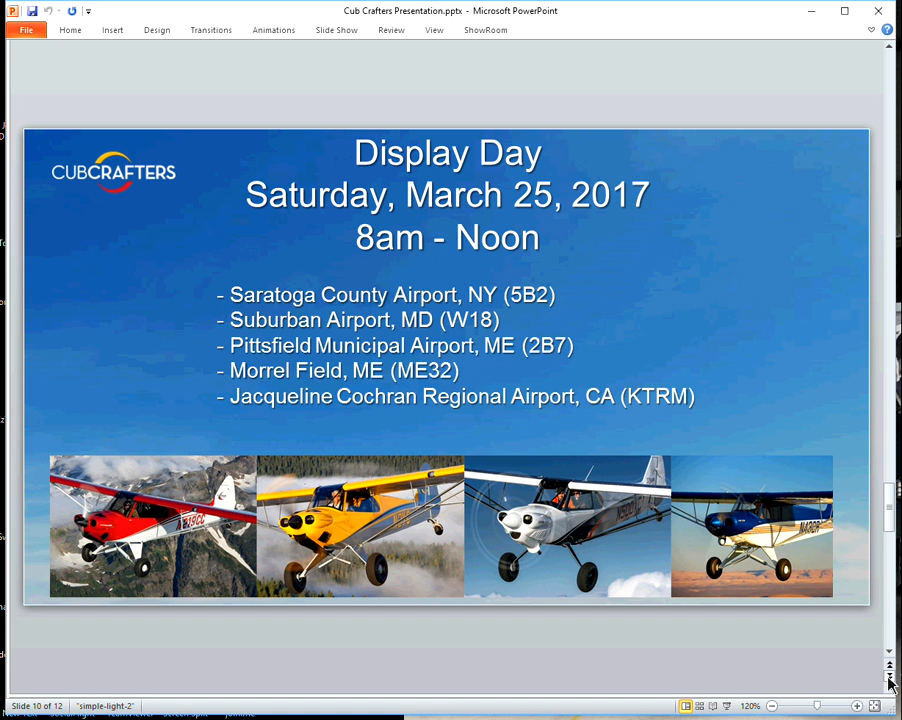 Cub Crafters Presentation.pptx - Microsoft PowerPoint
File Home Insert Design Transitions Animations Slide Show Review View ShowRoom
CUBCRAFTERS
Display Day
Saturday, March 25, 2017
8am - Noon
- Saratoga County Airport, NY (5B2)
- Suburban Airport, MD (W18)
- Pittsfield Municipal Airport, ME (2B7)
- Morrel Field, ME (ME32)
- Jacqueline Cochran Regional Airport, CA (KTRM)
Slide 10 of 12 "simple-light-2" 120%